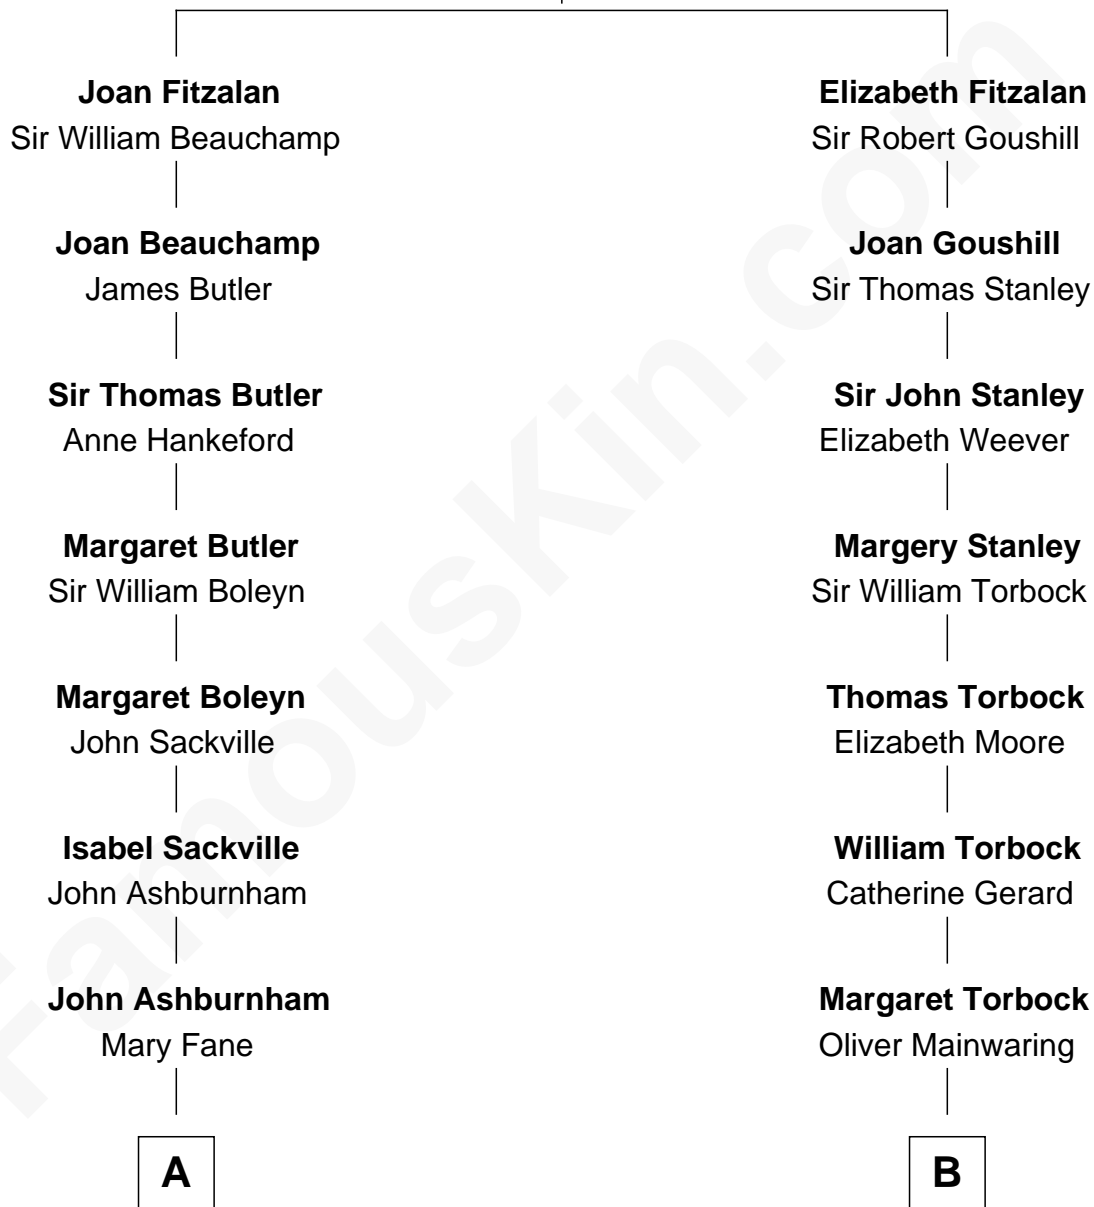 Joan Fitzalan
Sir William Beauchamp
Joan Beauchamp
James Butler
Sir Thomas Butler
Anne Hankeford
Margaret Butler
Sir William Boleyn
Margaret Boleyn
John Sackville
Isabel Sackville
John Ashburnham
John Ashburnham
Mary Fane
A
Elizabeth Fitzalan
Sir Robert Goushill
Joan Goushill
Sir Thomas Stanley
Sir John Stanley
Elizabeth Weever
Margery Stanley
Sir William Torbock
Thomas Torbock
Elizabeth Moore
William Torbock
Catherine Gerard
Margaret Torbock
Oliver Mainwaring
B
FamousKin.com